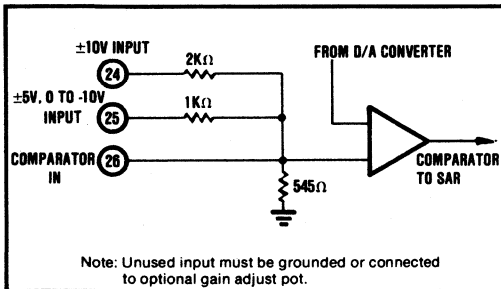 ±10V INPUT
24
2KΩ
FROM D/A CONVERTER
±5V, 0 TO -10V
INPUT
25
1KΩ
COMPARATOR
IN
26
COMPARATOR
TO SAR
545Ω
Note: Unused input must be grounded or connected
to optional gain adjust pot.